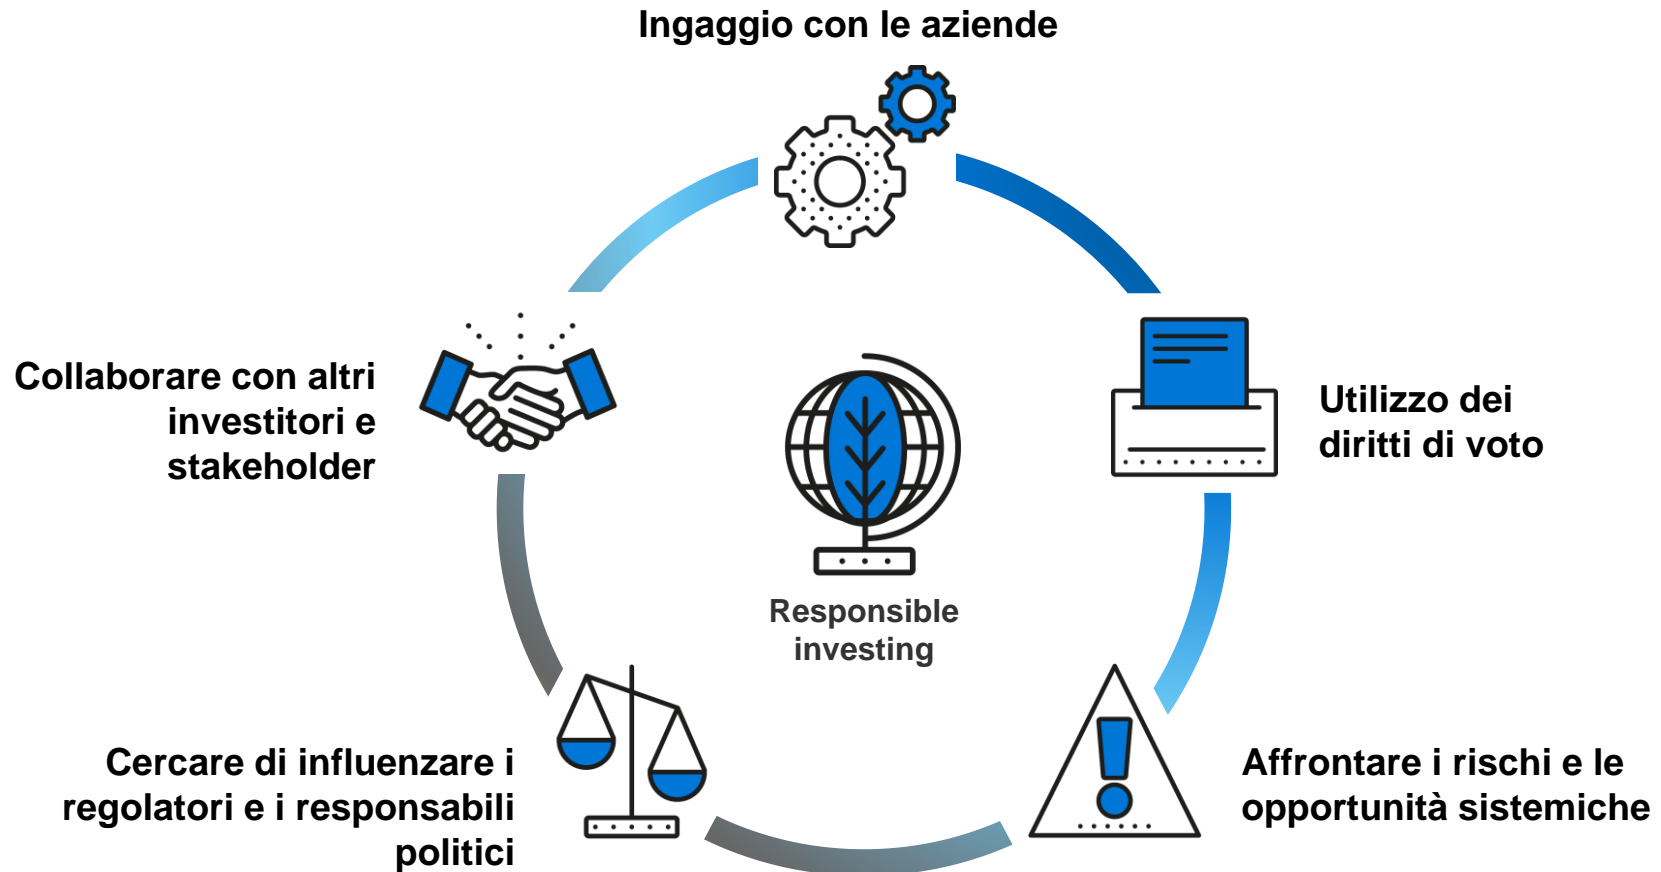 Ingaggio con le aziende
Collaborare con altri
investitori e
stakeholder
Utilizzo dei
diritti di voto
Responsible
investing
Cercare di influenzare i
regolatori e i responsabili
politici
Affrontare i rischi e le
opportunità sistemiche